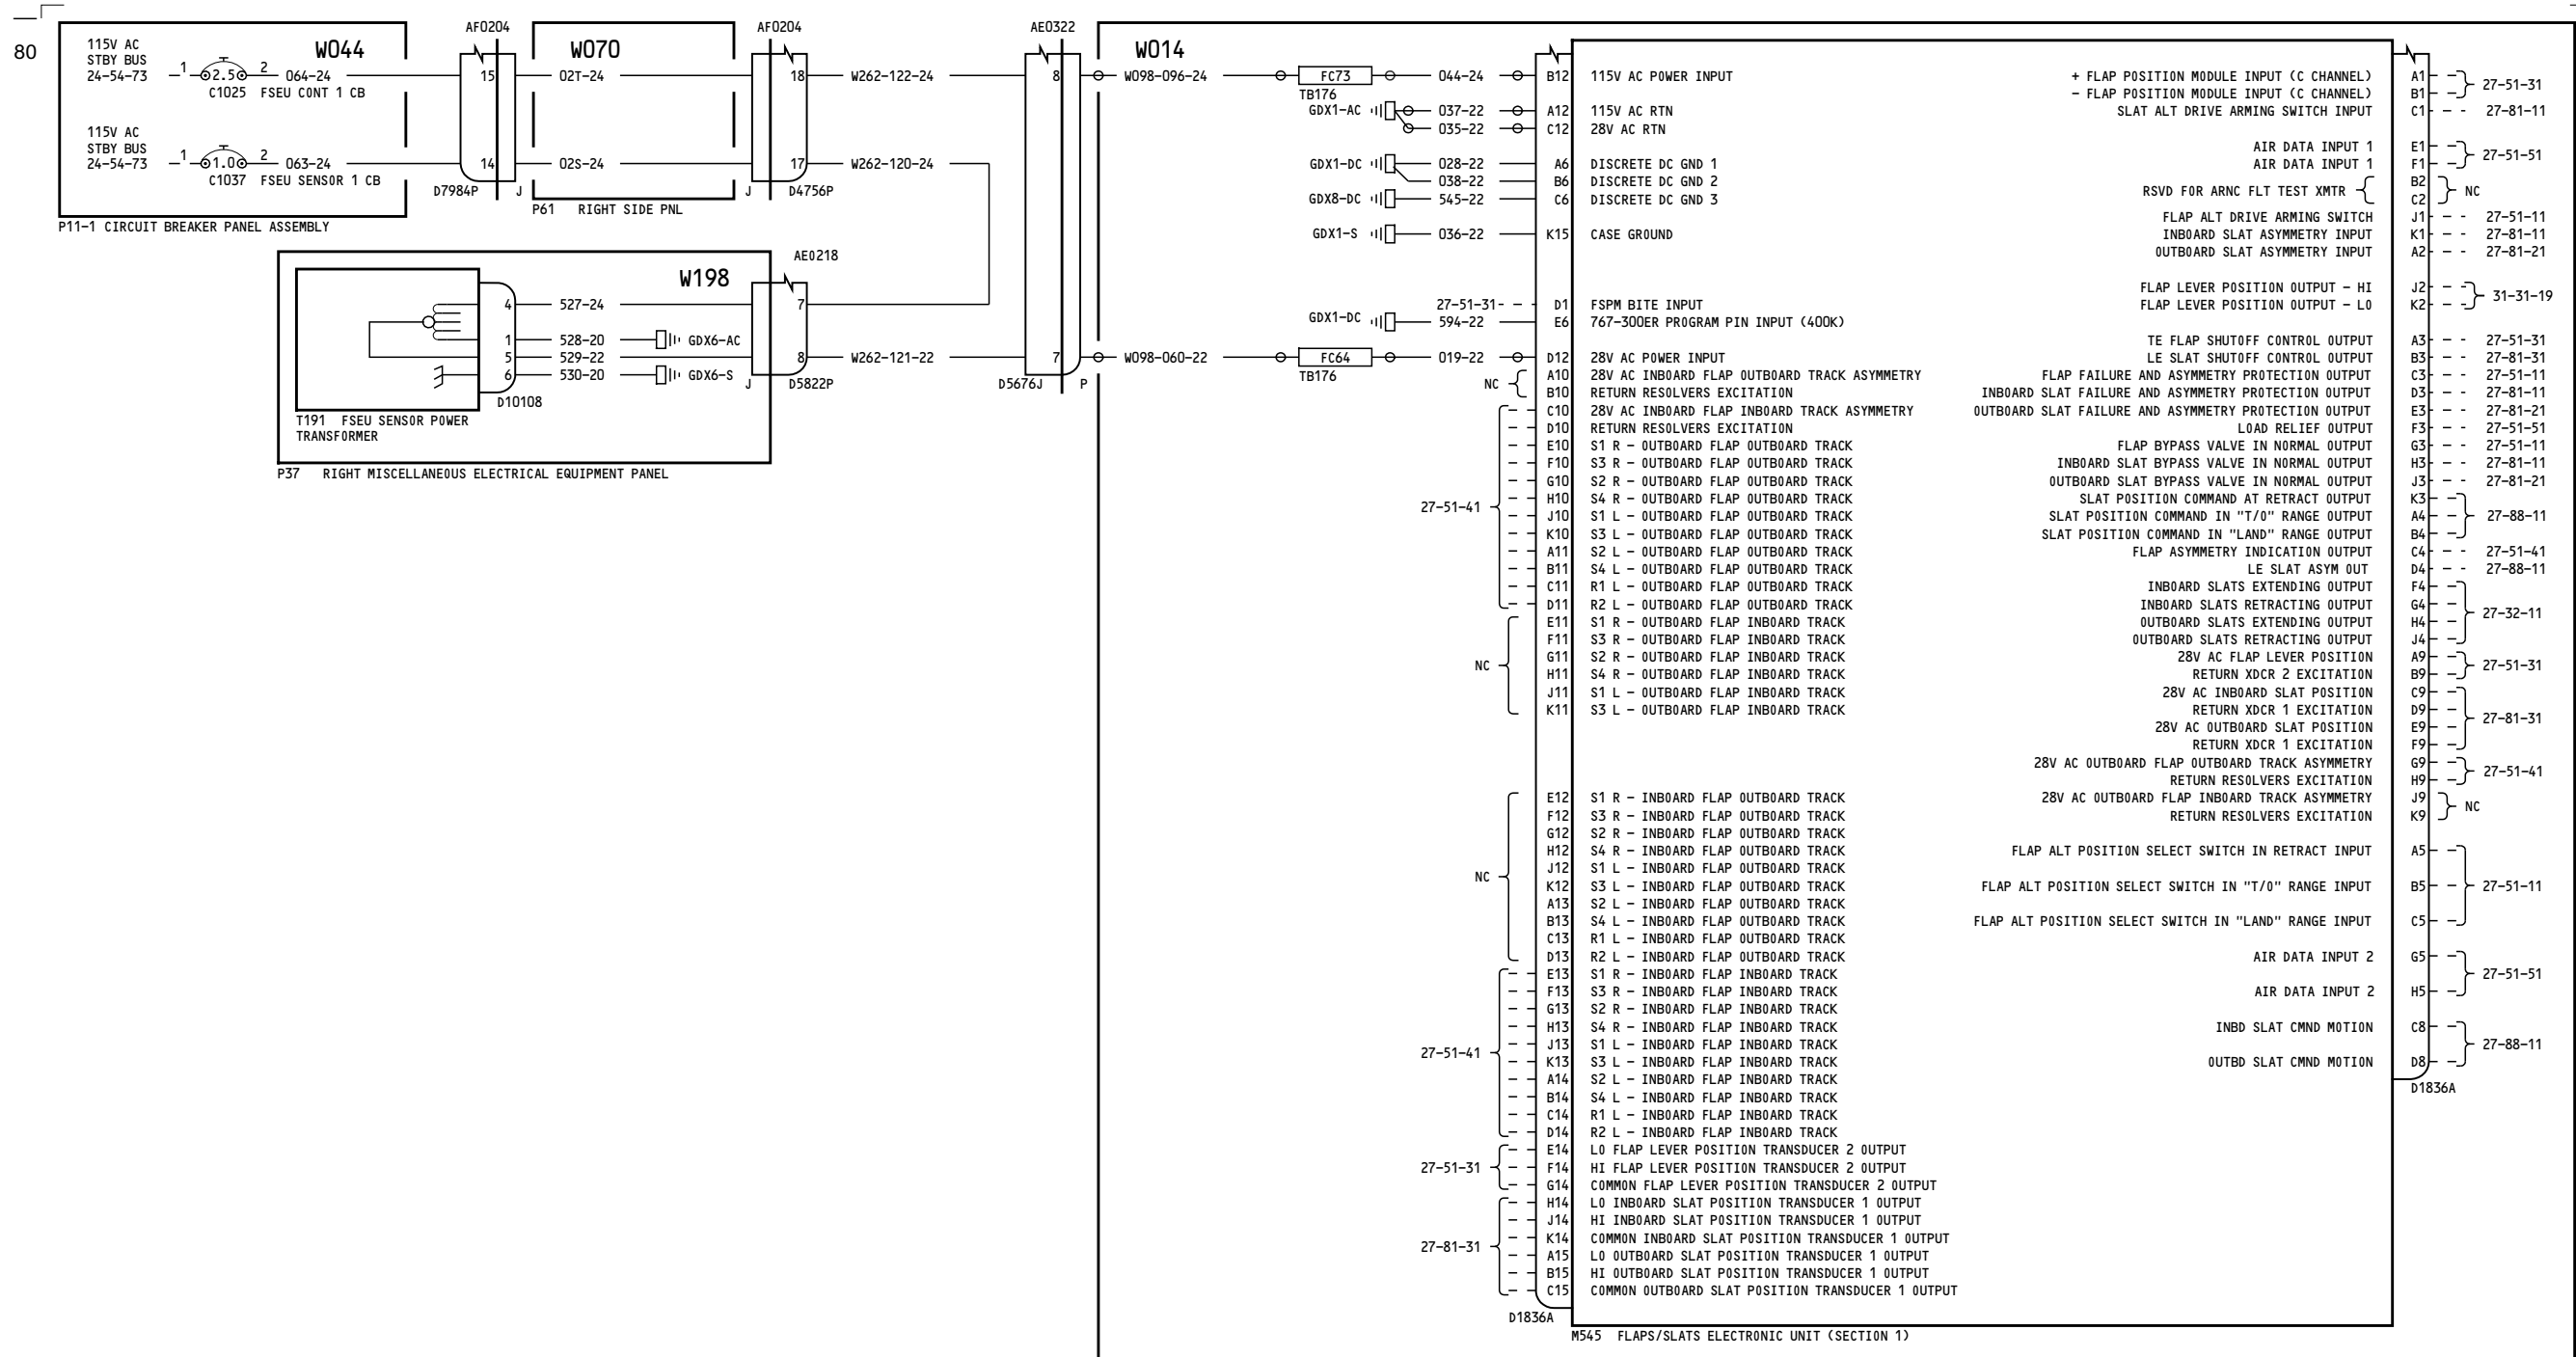 80
115V AC
STBY BUS
24-54-73
1
2.5
2
064-24
C1025 FSEU CONT 1 CB
W044
115V AC
STBY BUS
24-54-73
1
1.0
2
063-24
C1037 FSEU SENSOR 1 CB
P11-1 CIRCUIT BREAKER PANEL ASSEMBLY
AF0204
15
14
D7984P J
W070
02T-24
02S-24
P61 RIGHT SIDE PNL
AF0204
18
17
J D4756P
W262-122-24
W262-120-24
W198
T191 FSEU SENSOR POWER
TRANSFORMER
4
1
5
6
D10108
527-24
528-20 GDX6-AC
529-22
530-20 GDX6-S
P37 RIGHT MISCELLANEOUS ELECTRICAL EQUIPMENT PANEL
AE0218
7
8
J D5822P
W262-121-22
AE0322
8
7
D5676J P
W014
W098-096-24
FC73
TB176
044-24
B12 115V AC POWER INPUT
GDX1-AC
037-22
A12 115V AC RTN
035-22
C12 28V AC RTN
GDX1-DC
028-22
A6 DISCRETE DC GND 1
038-22
B6 DISCRETE DC GND 2
GDX8-DC
545-22
C6 DISCRETE DC GND 3
GDX1-S
036-22
K15 CASE GROUND
27-51-31
D1 FSPM BITE INPUT
GDX1-DC
594-22
E6 767-300ER PROGRAM PIN INPUT (400K)
W098-060-22
FC64
TB176
019-22
D12 28V AC POWER INPUT
NC
A10 28V AC INBOARD FLAP OUTBOARD TRACK ASYMMETRY
B10 RETURN RESOLVERS EXCITATION
27-51-41
C10 28V AC INBOARD FLAP INBOARD TRACK ASYMMETRY
D10 RETURN RESOLVERS EXCITATION
E10 S1 R - OUTBOARD FLAP OUTBOARD TRACK
F10 S3 R - OUTBOARD FLAP OUTBOARD TRACK
G10 S2 R - OUTBOARD FLAP OUTBOARD TRACK
H10 S4 R - OUTBOARD FLAP OUTBOARD TRACK
J10 S1 L - OUTBOARD FLAP OUTBOARD TRACK
K10 S3 L - OUTBOARD FLAP OUTBOARD TRACK
A11 S2 L - OUTBOARD FLAP OUTBOARD TRACK
B11 S4 L - OUTBOARD FLAP OUTBOARD TRACK
C11 R1 L - OUTBOARD FLAP OUTBOARD TRACK
D11 R2 L - OUTBOARD FLAP OUTBOARD TRACK
NC
E11 S1 R - OUTBOARD FLAP INBOARD TRACK
F11 S3 R - OUTBOARD FLAP INBOARD TRACK
G11 S2 R - OUTBOARD FLAP INBOARD TRACK
H11 S4 R - OUTBOARD FLAP INBOARD TRACK
J11 S1 L - OUTBOARD FLAP INBOARD TRACK
K11 S3 L - OUTBOARD FLAP INBOARD TRACK
NC
E12 S1 R - INBOARD FLAP OUTBOARD TRACK
F12 S3 R - INBOARD FLAP OUTBOARD TRACK
G12 S2 R - INBOARD FLAP OUTBOARD TRACK
H12 S4 R - INBOARD FLAP OUTBOARD TRACK
J12 S1 L - INBOARD FLAP OUTBOARD TRACK
K12 S3 L - INBOARD FLAP OUTBOARD TRACK
A13 S2 L - INBOARD FLAP OUTBOARD TRACK
B13 S4 L - INBOARD FLAP OUTBOARD TRACK
C13 R1 L - INBOARD FLAP OUTBOARD TRACK
D13 R2 L - INBOARD FLAP OUTBOARD TRACK
27-51-41
E13 S1 R - INBOARD FLAP INBOARD TRACK
F13 S3 R - INBOARD FLAP INBOARD TRACK
G13 S2 R - INBOARD FLAP INBOARD TRACK
H13 S4 R - INBOARD FLAP INBOARD TRACK
J13 S1 L - INBOARD FLAP INBOARD TRACK
K13 S3 L - INBOARD FLAP INBOARD TRACK
A14 S2 L - INBOARD FLAP INBOARD TRACK
B14 S4 L - INBOARD FLAP INBOARD TRACK
C14 R1 L - INBOARD FLAP INBOARD TRACK
D14 R2 L - INBOARD FLAP INBOARD TRACK
27-51-31
E14 LO FLAP LEVER POSITION TRANSDUCER 2 OUTPUT
F14 HI FLAP LEVER POSITION TRANSDUCER 2 OUTPUT
G14 COMMON FLAP LEVER POSITION TRANSDUCER 2 OUTPUT
27-81-31
H14 LO INBOARD SLAT POSITION TRANSDUCER 1 OUTPUT
J14 HI INBOARD SLAT POSITION TRANSDUCER 1 OUTPUT
K14 COMMON INBOARD SLAT POSITION TRANSDUCER 1 OUTPUT
A15 LO OUTBOARD SLAT POSITION TRANSDUCER 1 OUTPUT
B15 HI OUTBOARD SLAT POSITION TRANSDUCER 1 OUTPUT
C15 COMMON OUTBOARD SLAT POSITION TRANSDUCER 1 OUTPUT
D1836A
M545 FLAPS/SLATS ELECTRONIC UNIT (SECTION 1)
+ FLAP POSITION MODULE INPUT (C CHANNEL) A1
- FLAP POSITION MODULE INPUT (C CHANNEL) B1
27-51-31
SLAT ALT DRIVE ARMING SWITCH INPUT C1 27-81-11
AIR DATA INPUT 1 E1
AIR DATA INPUT 1 F1
27-51-51
RSVD FOR ARNC FLT TEST XMTR
B2
C2
NC
FLAP ALT DRIVE ARMING SWITCH J1 27-51-11
INBOARD SLAT ASYMMETRY INPUT K1 27-81-11
OUTBOARD SLAT ASYMMETRY INPUT A2 27-81-21
FLAP LEVER POSITION OUTPUT - HI J2
FLAP LEVER POSITION OUTPUT - LO K2
31-31-19
TE FLAP SHUTOFF CONTROL OUTPUT A3 27-51-31
LE SLAT SHUTOFF CONTROL OUTPUT B3 27-81-31
FLAP FAILURE AND ASYMMETRY PROTECTION OUTPUT C3 27-51-11
INBOARD SLAT FAILURE AND ASYMMETRY PROTECTION OUTPUT D3 27-81-11
OUTBOARD SLAT FAILURE AND ASYMMETRY PROTECTION OUTPUT E3 27-81-21
LOAD RELIEF OUTPUT F3 27-51-51
FLAP BYPASS VALVE IN NORMAL OUTPUT G3 27-51-11
INBOARD SLAT BYPASS VALVE IN NORMAL OUTPUT H3 27-81-11
OUTBOARD SLAT BYPASS VALVE IN NORMAL OUTPUT J3 27-81-21
SLAT POSITION COMMAND AT RETRACT OUTPUT K3
SLAT POSITION COMMAND IN "T/O" RANGE OUTPUT A4
SLAT POSITION COMMAND IN "LAND" RANGE OUTPUT B4
27-88-11
FLAP ASYMMETRY INDICATION OUTPUT C4 27-51-41
LE SLAT ASYM OUT D4 27-88-11
INBOARD SLATS EXTENDING OUTPUT F4
INBOARD SLATS RETRACTING OUTPUT G4
OUTBOARD SLATS EXTENDING OUTPUT H4
OUTBOARD SLATS RETRACTING OUTPUT J4
27-32-11
28V AC FLAP LEVER POSITION A9
RETURN XDCR 2 EXCITATION B9
27-51-31
28V AC INBOARD SLAT POSITION C9
RETURN XDCR 1 EXCITATION D9
28V AC OUTBOARD SLAT POSITION E9
RETURN XDCR 1 EXCITATION F9
27-81-31
28V AC OUTBOARD FLAP OUTBOARD TRACK ASYMMETRY G9
RETURN RESOLVERS EXCITATION H9
27-51-41
28V AC OUTBOARD FLAP INBOARD TRACK ASYMMETRY J9
RETURN RESOLVERS EXCITATION K9
NC
FLAP ALT POSITION SELECT SWITCH IN RETRACT INPUT A5
FLAP ALT POSITION SELECT SWITCH IN "T/O" RANGE INPUT B5
FLAP ALT POSITION SELECT SWITCH IN "LAND" RANGE INPUT C5
27-51-11
AIR DATA INPUT 2 G5
AIR DATA INPUT 2 H5
27-51-51
INBD SLAT CMND MOTION C8
OUTBD SLAT CMND MOTION D8
27-88-11
D1836A